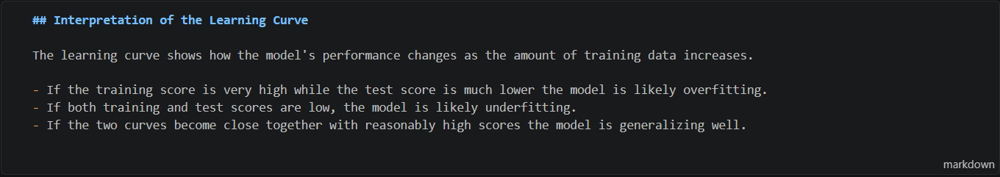 ## Interpretation of the Learning Curve
The learning curve shows how the model's performance changes as the amount of training data increases.
- If the training score is very high while the test score is much lower the model is likely overfitting.
- If both training and test scores are low, the model is likely underfitting.
- If the two curves become close together with reasonably high scores the model is generalizing well.
markdown